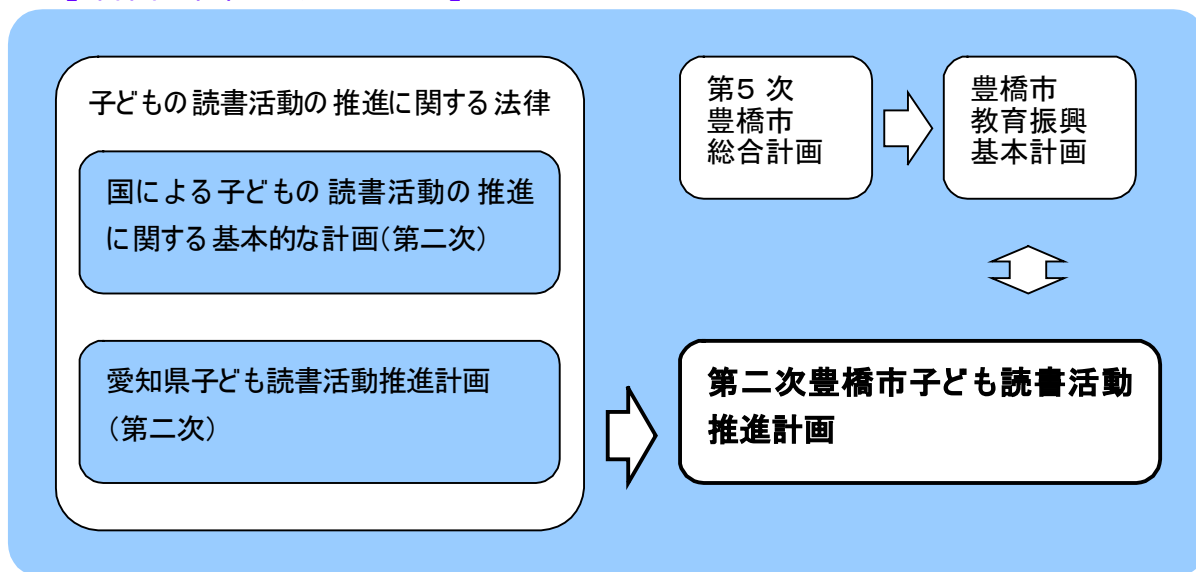 子どもの読書活動の推進に関する法律
国による子どもの読書活動の推進
に関する基本的な計画(第二次)
愛知県子ども読書活動推進計画
(第二次)
第5次
豊橋市
総合計画
豊橋市
教育振興
基本計画
第二次豊橋市子ども読書活動
推進計画